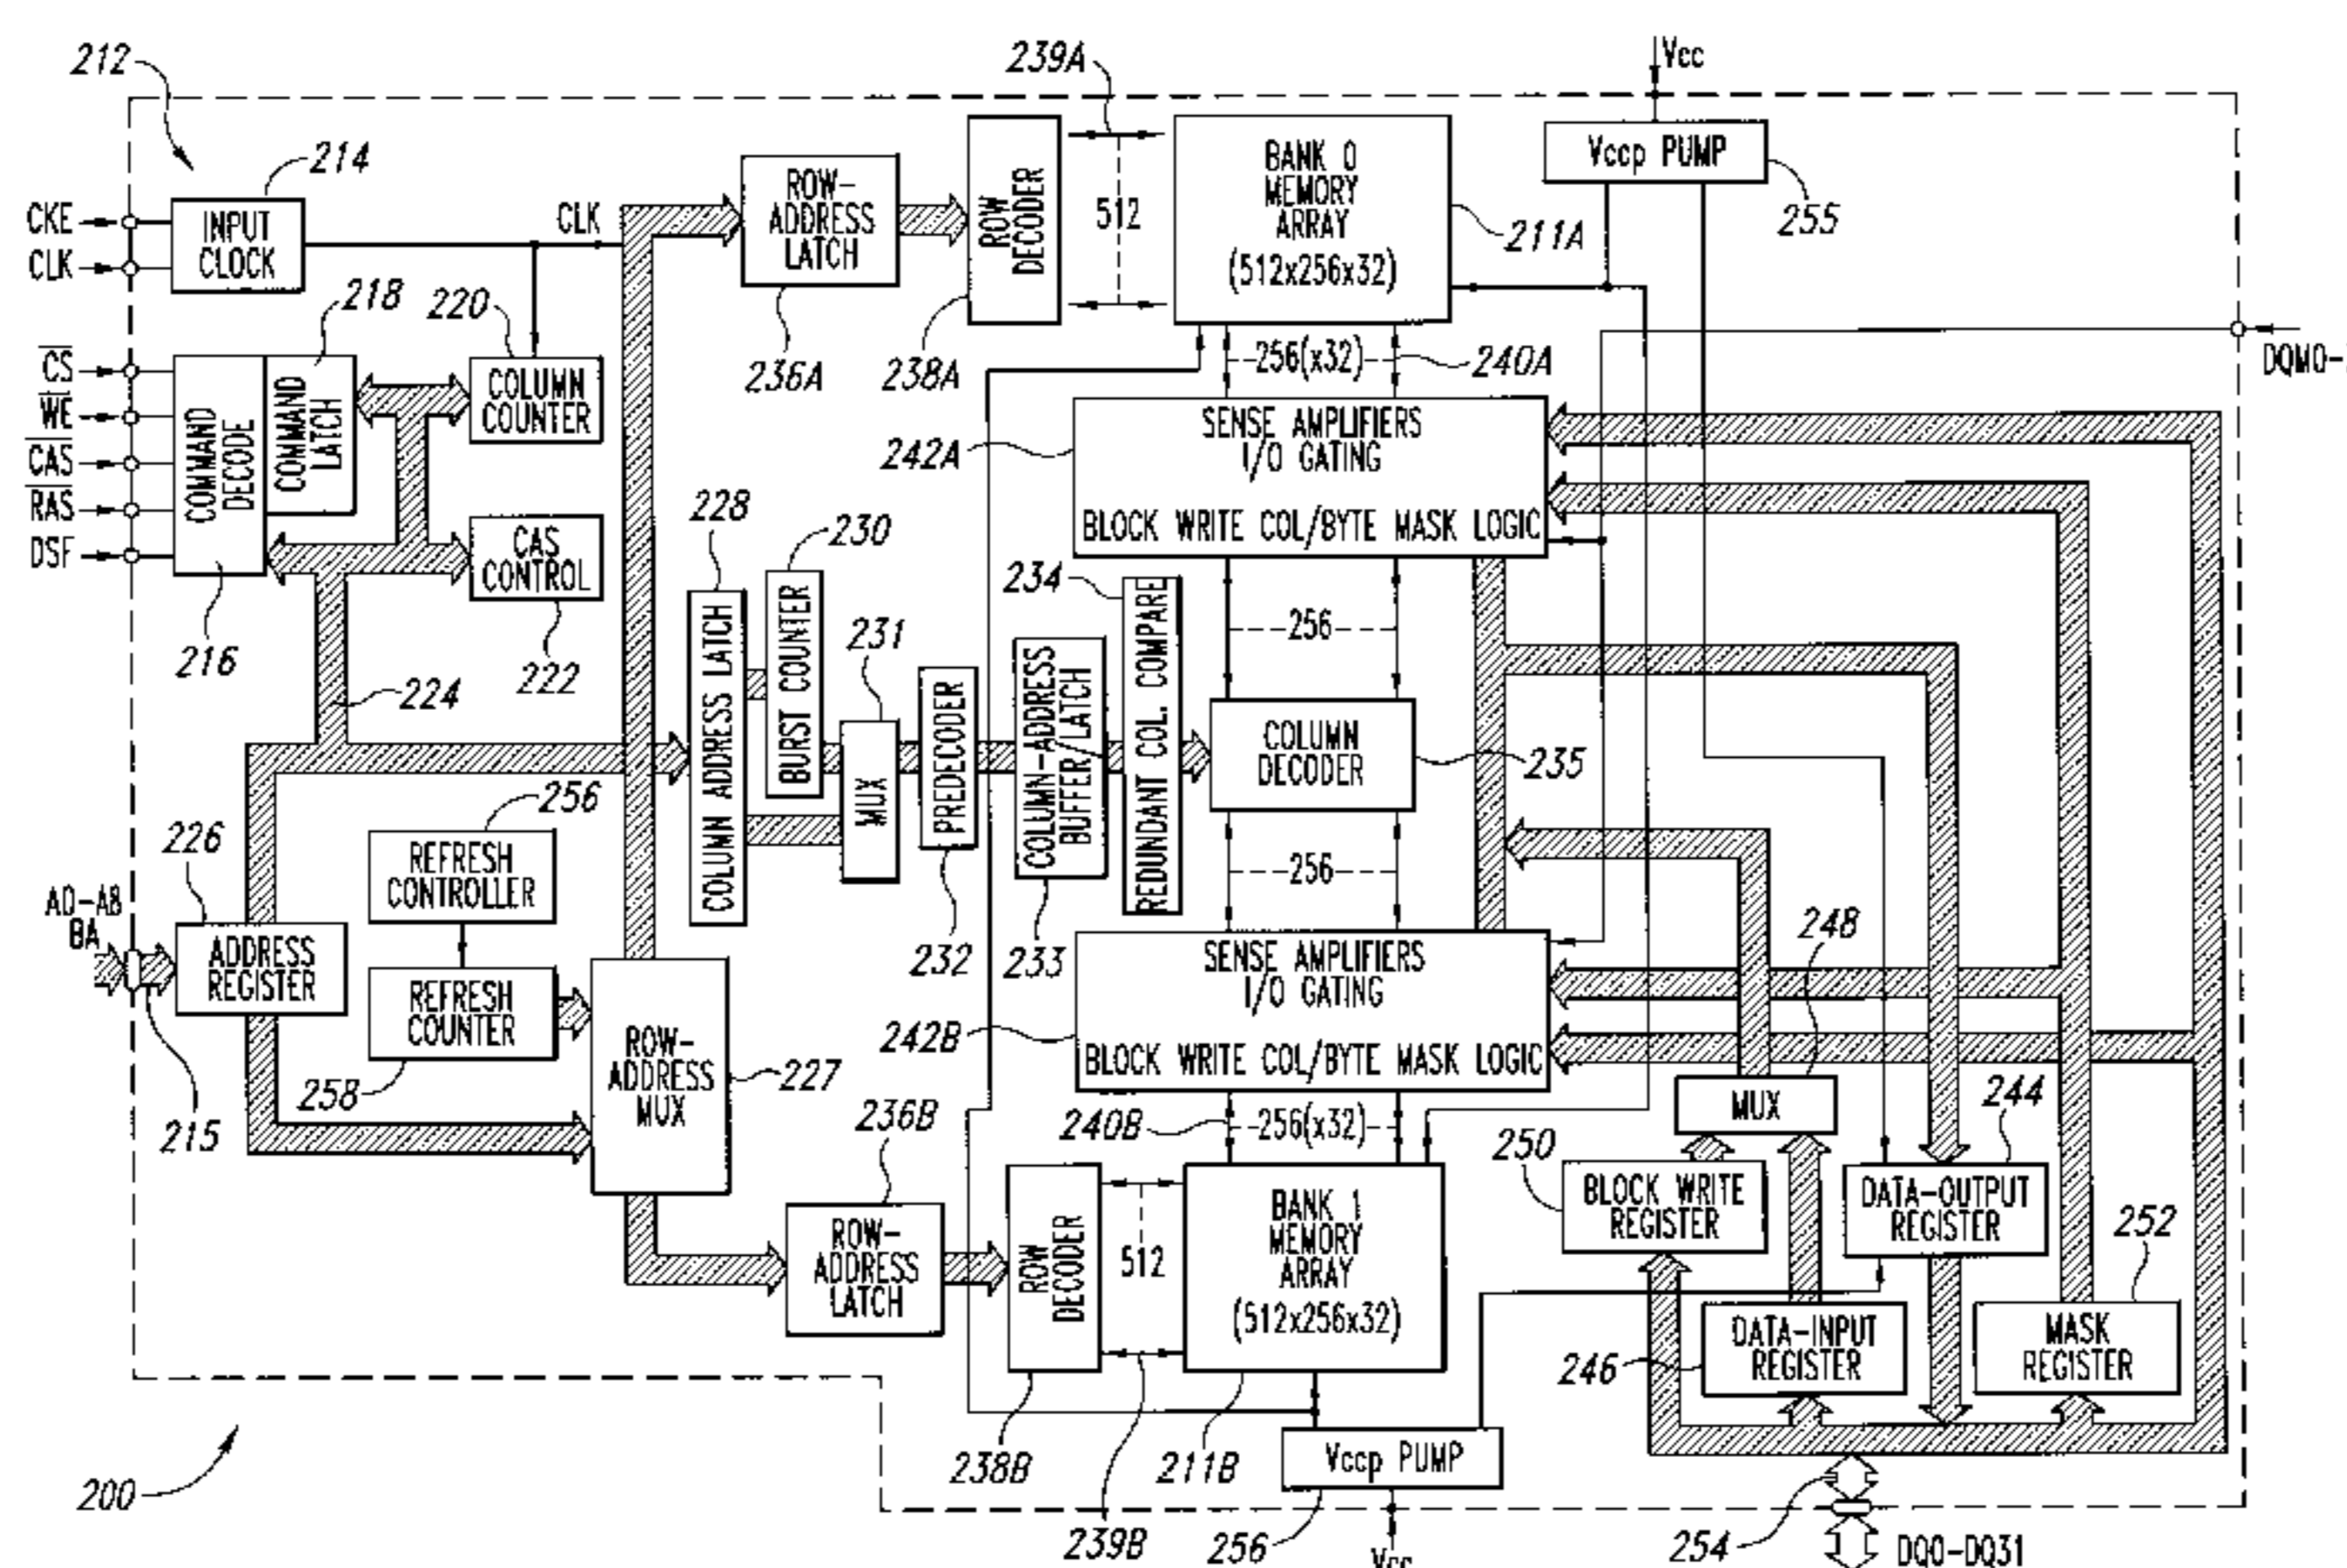 212
239A
Vcc
214
CKE
CLK
INPUT
CLOCK
CLK
ROW-
ADDRESS
LATCH
ROW
DECODER
512
BANK 0
MEMORY
ARRAY
(512x256x32)
Vccp PUMP
255
211A
218
220
236A
238A
256(x32)
240A
DQM0-
CS
WE
CAS
RAS
DSF
COMMAND
DECODE
COMMAND
LATCH
COLUMN
COUNTER
SENSE AMPLIFIERS
I/O GATING
BLOCK WRITE COL/BYTE MASK LOGIC
242A
228
230
CAS
CONTROL
234
216
222
224
231
256
COLUMN ADDRESS LATCH
BURST COUNTER
MUX
PREDECODER
COLUMN-ADDRESS
BUFFER/LATCH
REDUNDANT COL. COMPARE
COLUMN
DECODER
235
256
226
REFRESH
CONTROLLER
256
A0-A8
BA
ADDRESS
REGISTER
REFRESH
COUNTER
232
233
SENSE AMPLIFIERS
I/O GATING
BLOCK WRITE COL/BYTE MASK LOGIC
248
242B
ROW-
ADDRESS
MUX
227
258
215
236B
240B
256(x32)
MUX
244
250
BLOCK WRITE
REGISTER
DATA-OUTPUT
REGISTER
252
ROW-
ADDRESS
LATCH
ROW
DECODER
512
BANK 1
MEMORY
ARRAY
(512x256x32)
DATA-INPUT
REGISTER
246
MASK
REGISTER
238B
211B
Vccp PUMP
200
239B
256
Vcc
254
DQ0-DQ31